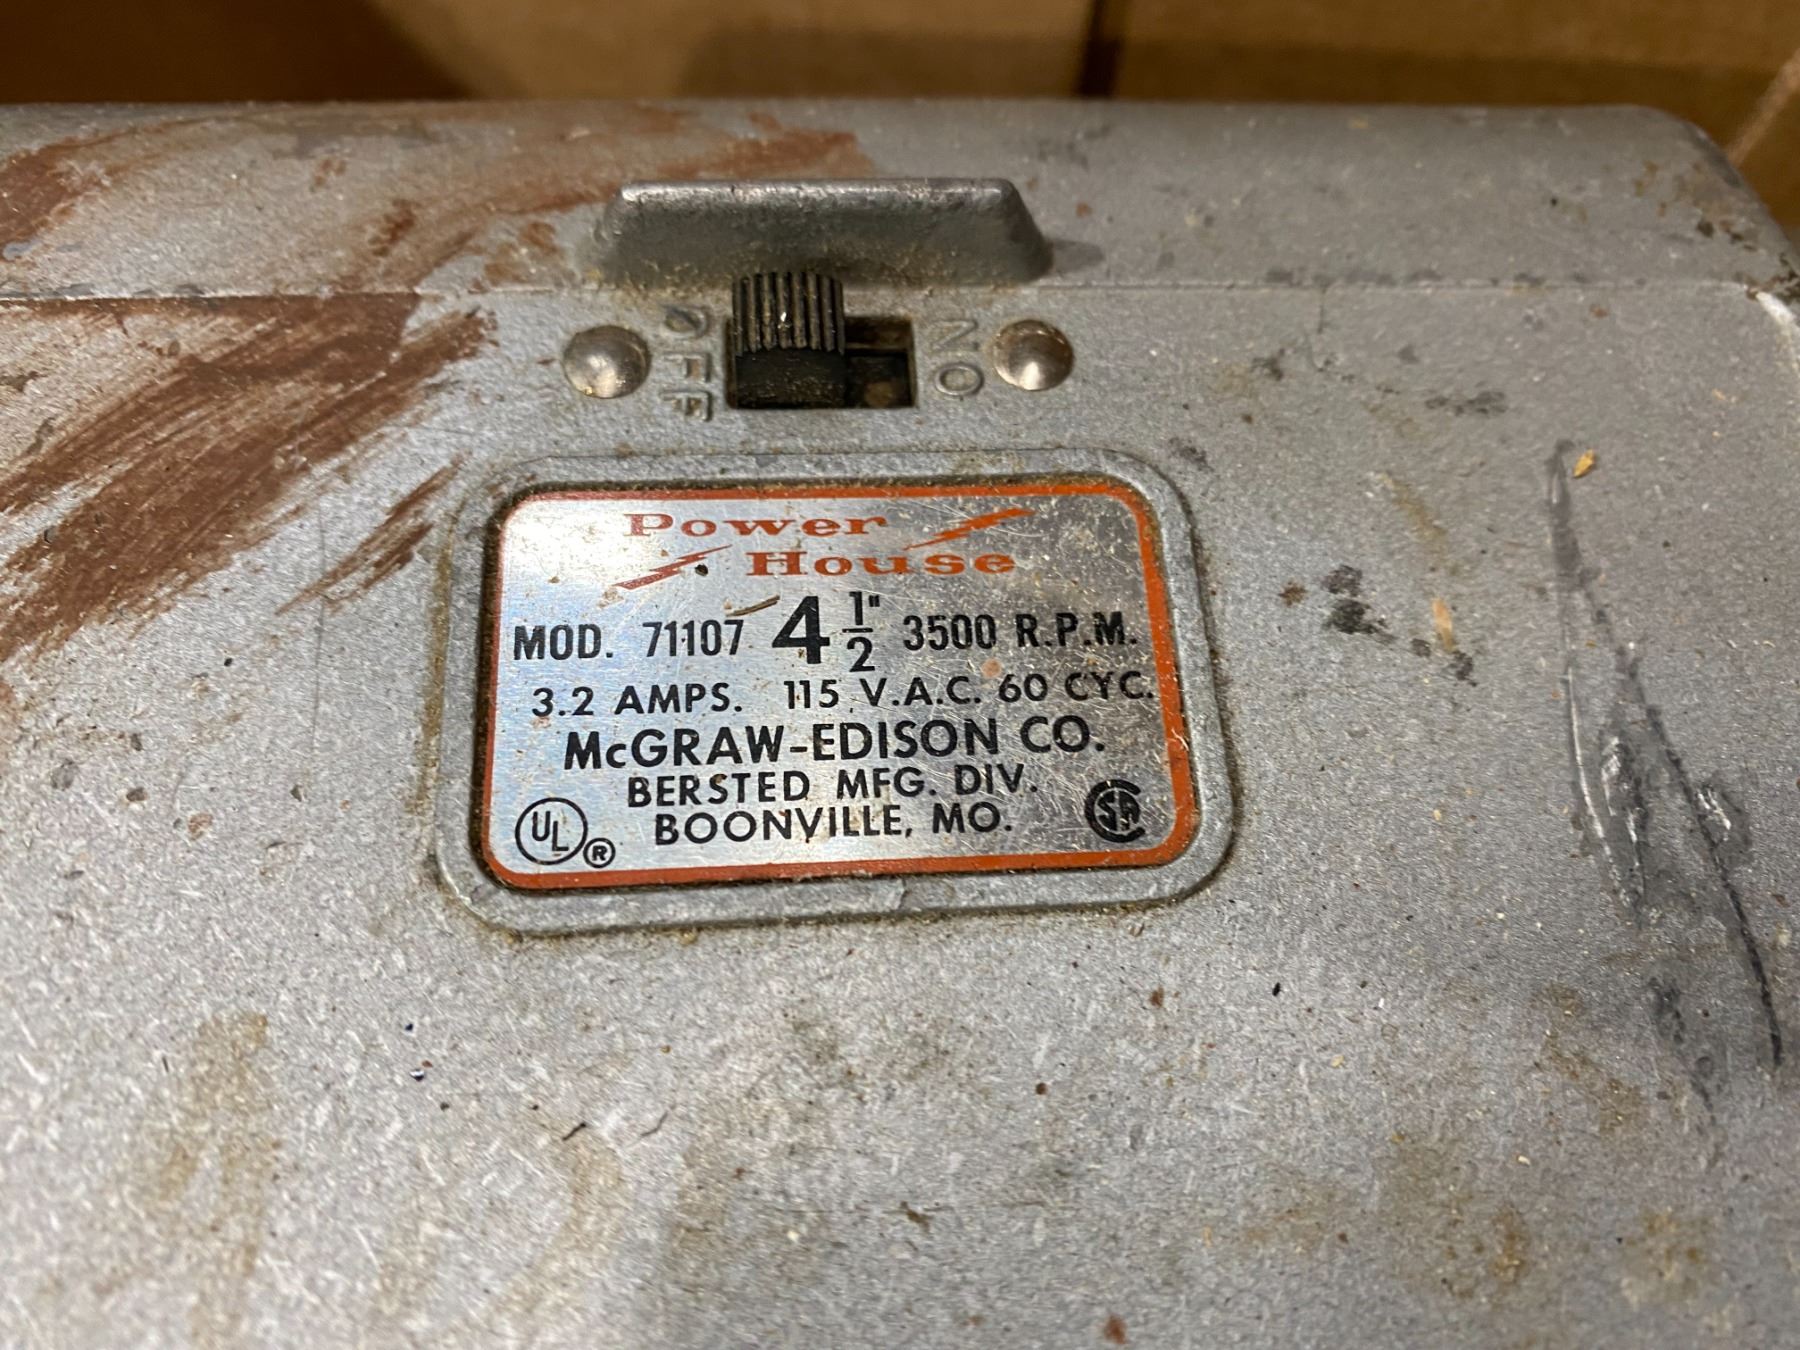 OFF
ON
Power
House
MOD. 71107 4 1/2" 3500 R.P.M.
3.2 AMPS. 115 V.A.C. 60 CYC.
McGRAW-EDISON CO.
BERSTED MFG. DIV.
BOONVILLE, MO.
UL ®
SA